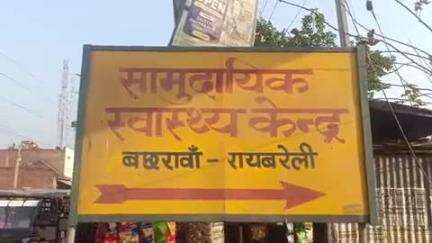 सामुदायिक
स्वास्थ्य केन्द्र
बछरावाँ - रायबरेली